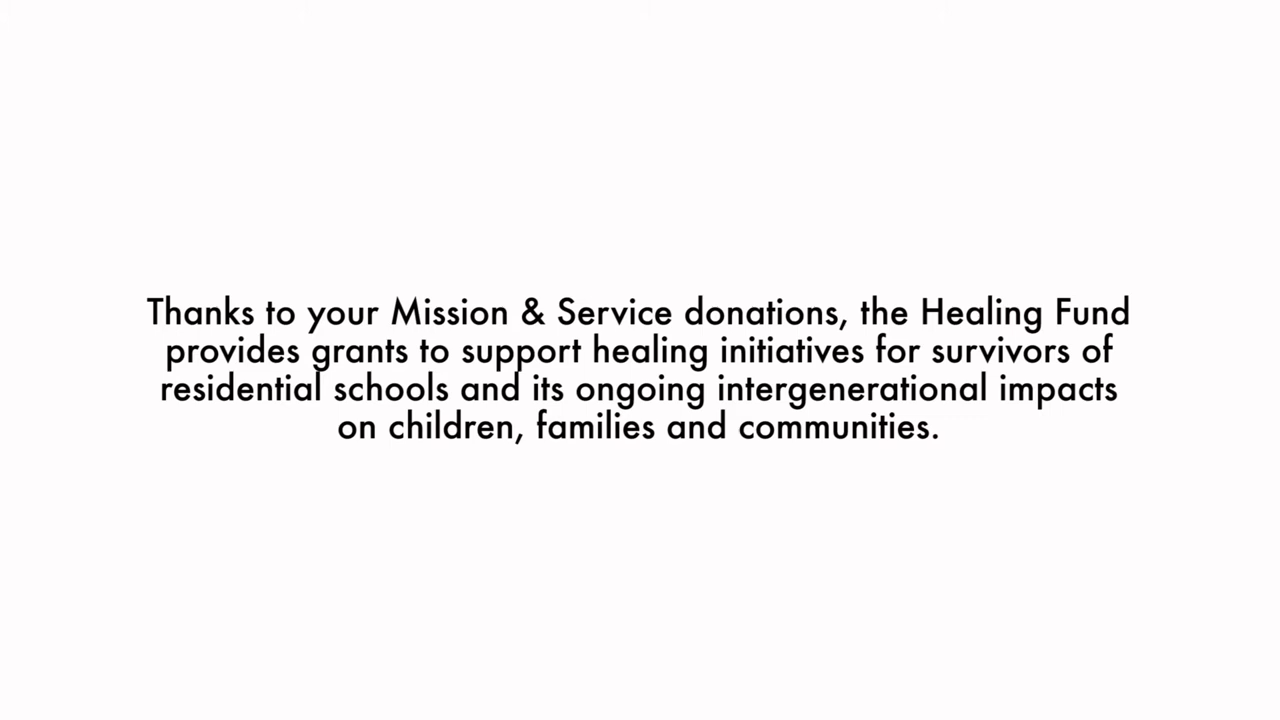 Thanks to your Mission & Service donations, the Healing Fund
provides grants to support healing initiatives for survivors of
residential schools and its ongoing intergenerational impacts
on children, families and communities.